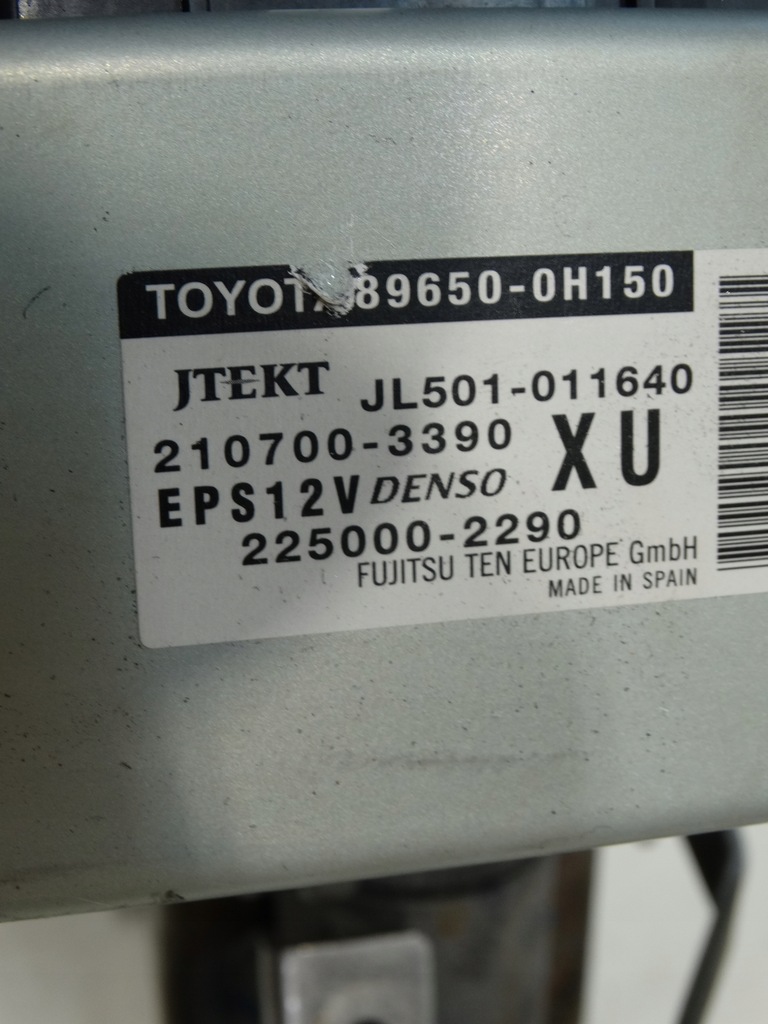 TOYOTA 89650-0H150
JTEKT JL501-011640
210700-3390 XU
EPS12V DENSO
225000-2290
FUJITSU TEN EUROPE GmbH
MADE IN SPAIN